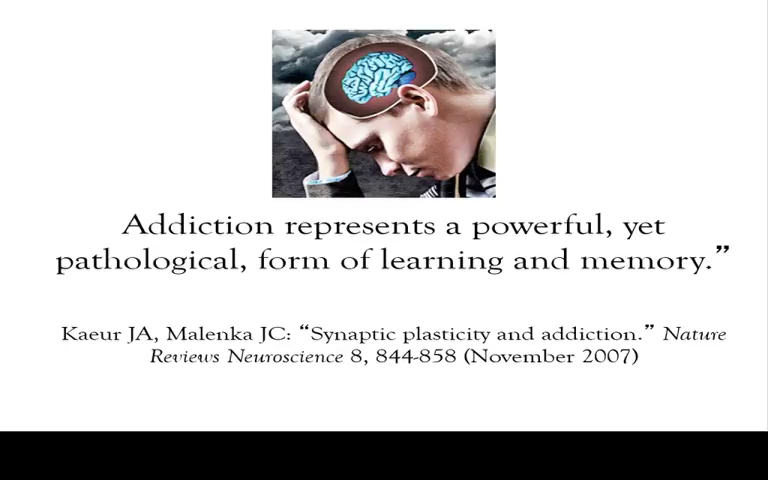 Addiction represents a powerful, yet
pathological, form of learning and memory.”
Kaeur JA, Malenka JC: “Synaptic plasticity and addiction.” Nature
Reviews Neuroscience 8, 844-858 (November 2007)